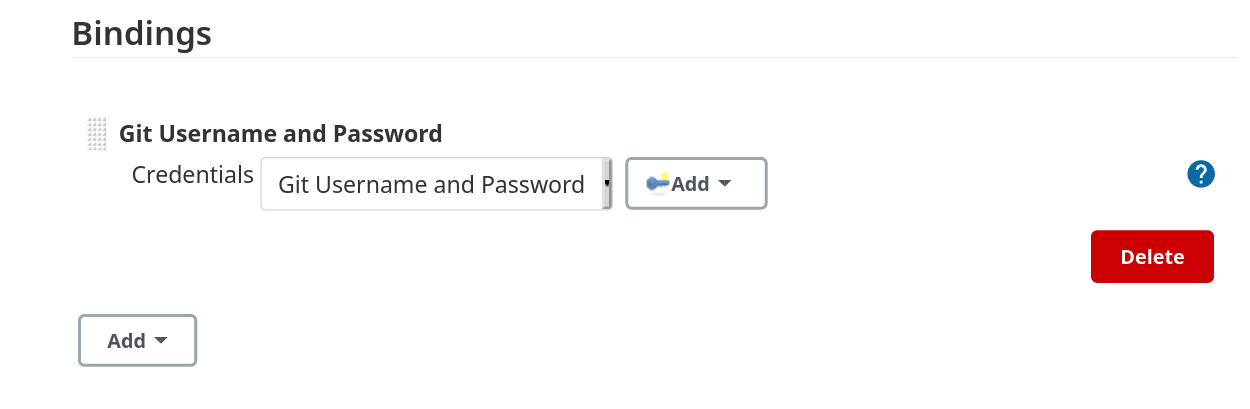 Bindings
Git Username and Password
Credentials Git Username and Password Add ?
Delete
Add